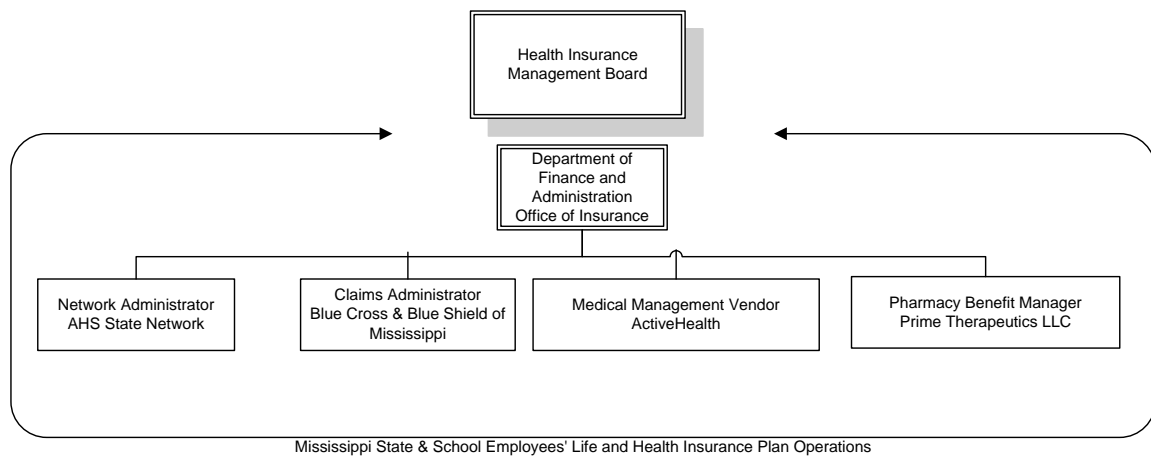 Health Insurance
Management Board
Department of
Finance and
Administration
Office of Insurance
Network Administrator
AHS State Network
Claims Administrator
Blue Cross & Blue Shield of
Mississippi
Medical Management Vendor
ActiveHealth
Pharmacy Benefit Manager
Prime Therapeutics LLC
Mississippi State & School Employees' Life and Health Insurance Plan Operations